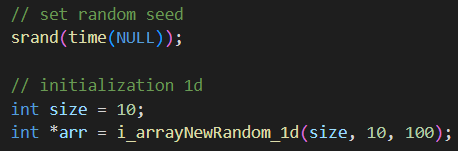 // set random seed
srand(time(NULL));
// initialization 1d
int size = 10;
int *arr = i_arrayNewRandom_1d(size, 10, 100);